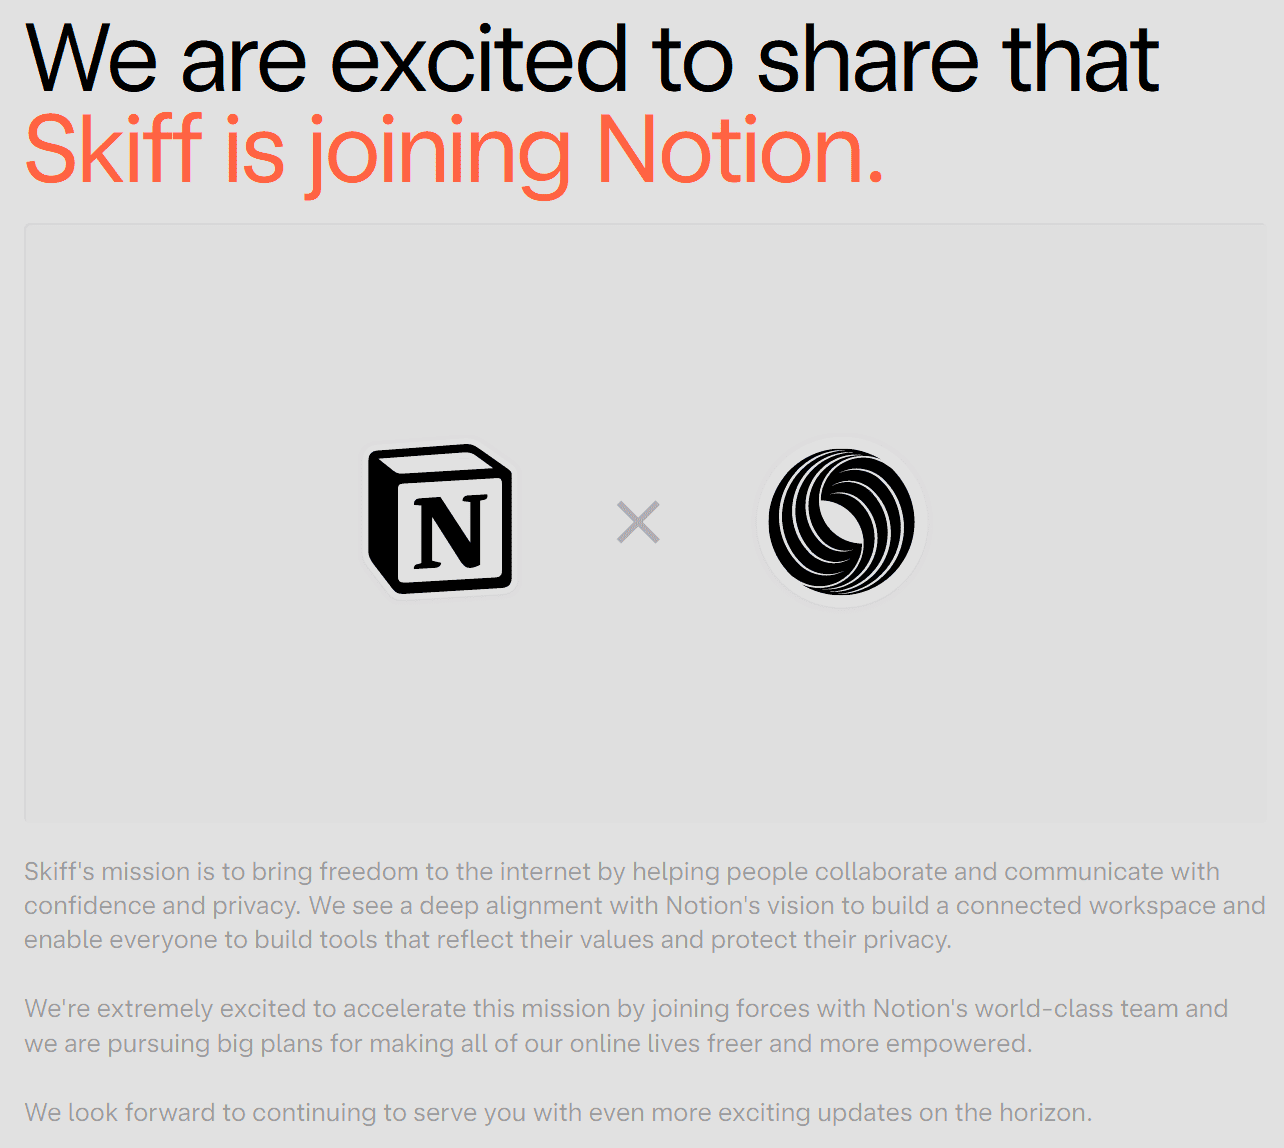 We are excited to share that
Skiff is joining Notion.
N
Skiff's mission is to bring freedom to the internet by helping people collaborate and communicate with
confidence and privacy. We see a deep alignment with Notion's vision to build a connected workspace and
enable everyone to build tools that reflect their values and protect their privacy.
We're extremely excited to accelerate this mission by joining forces with Notion's world-class team and
we are pursuing big plans for making all of our online lives freer and more empowered.
We look forward to continuing to serve you with even more exciting updates on the horizon.